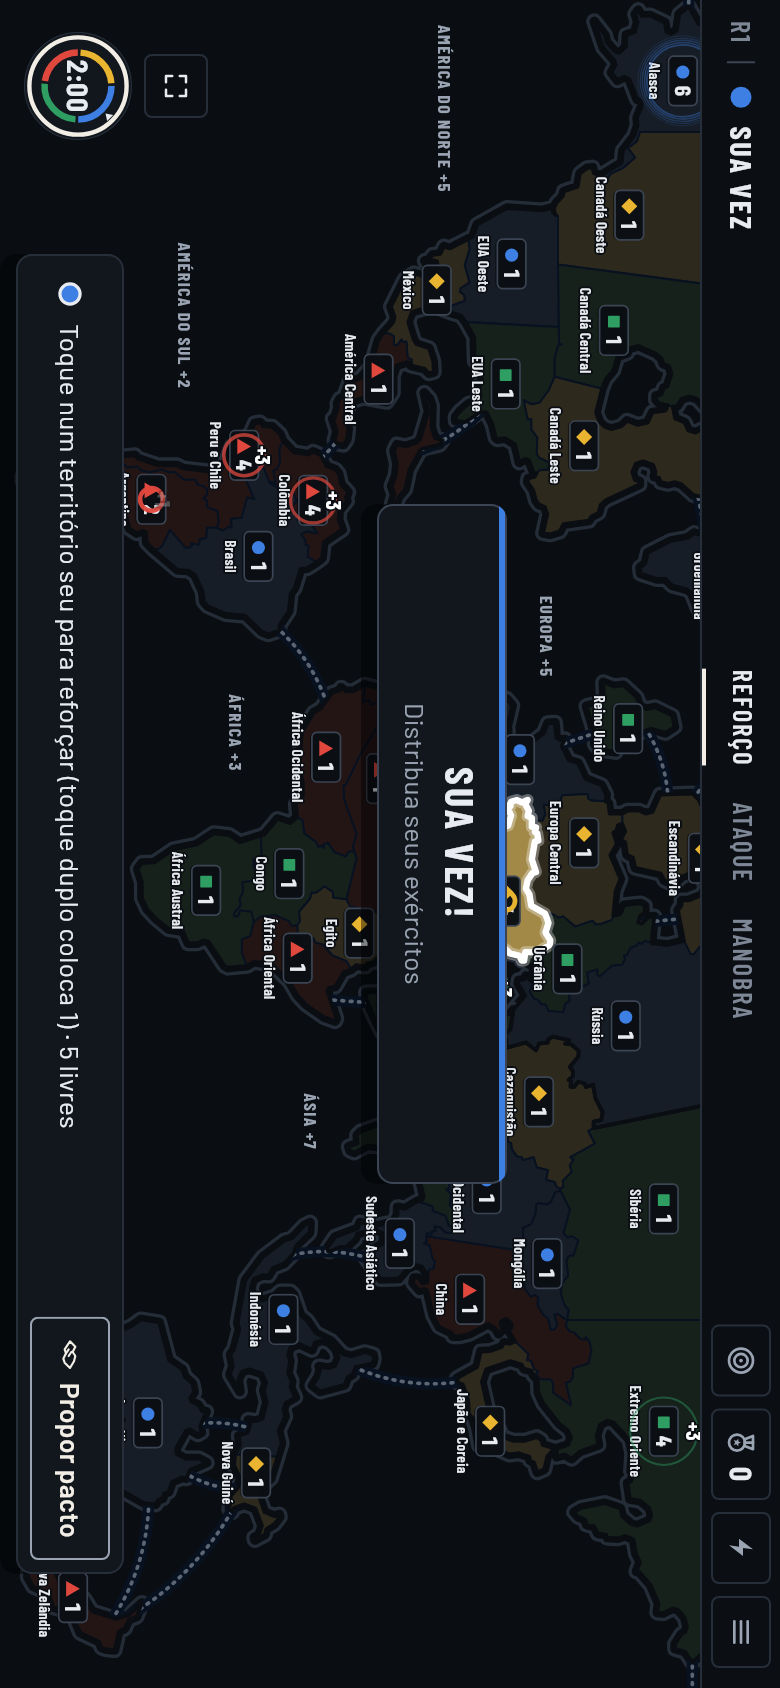 R1
SUA VEZ
REFORÇO
ATAQUE
MANOBRA
0
6
Alasca
1
Canadá Oeste
1
Canadá Central
1
Canadá Leste
1
EUA Oeste
1
EUA Leste
1
México
1
América Central
AMÉRICA DO NORTE +5
AMÉRICA DO SUL +2
+3
4
Colômbia
+3
4
Peru e Chile
1
Brasil
EUROPA +5
1
Reino Unido
Escandinávia
1
Europa Central
1
1
Ucrânia
1
Rússia
1
Cazaquistão
1
Sibéria
+3
4
Extremo Oriente
1
Mongólia
1
China
1
Japão e Coreia
1
Sudeste Asiático
1
Indonésia
1
Nova Guiné
1
1
ÁSIA +7
ÁFRICA +3
1
África Ocidental
1
Congo
1
Egito
1
África Oriental
1
África Austral
SUA VEZ!
Distribua seus exércitos
2:00
Toque num território seu para reforçar (toque duplo coloca 1) · 5 livres
Propor pacto